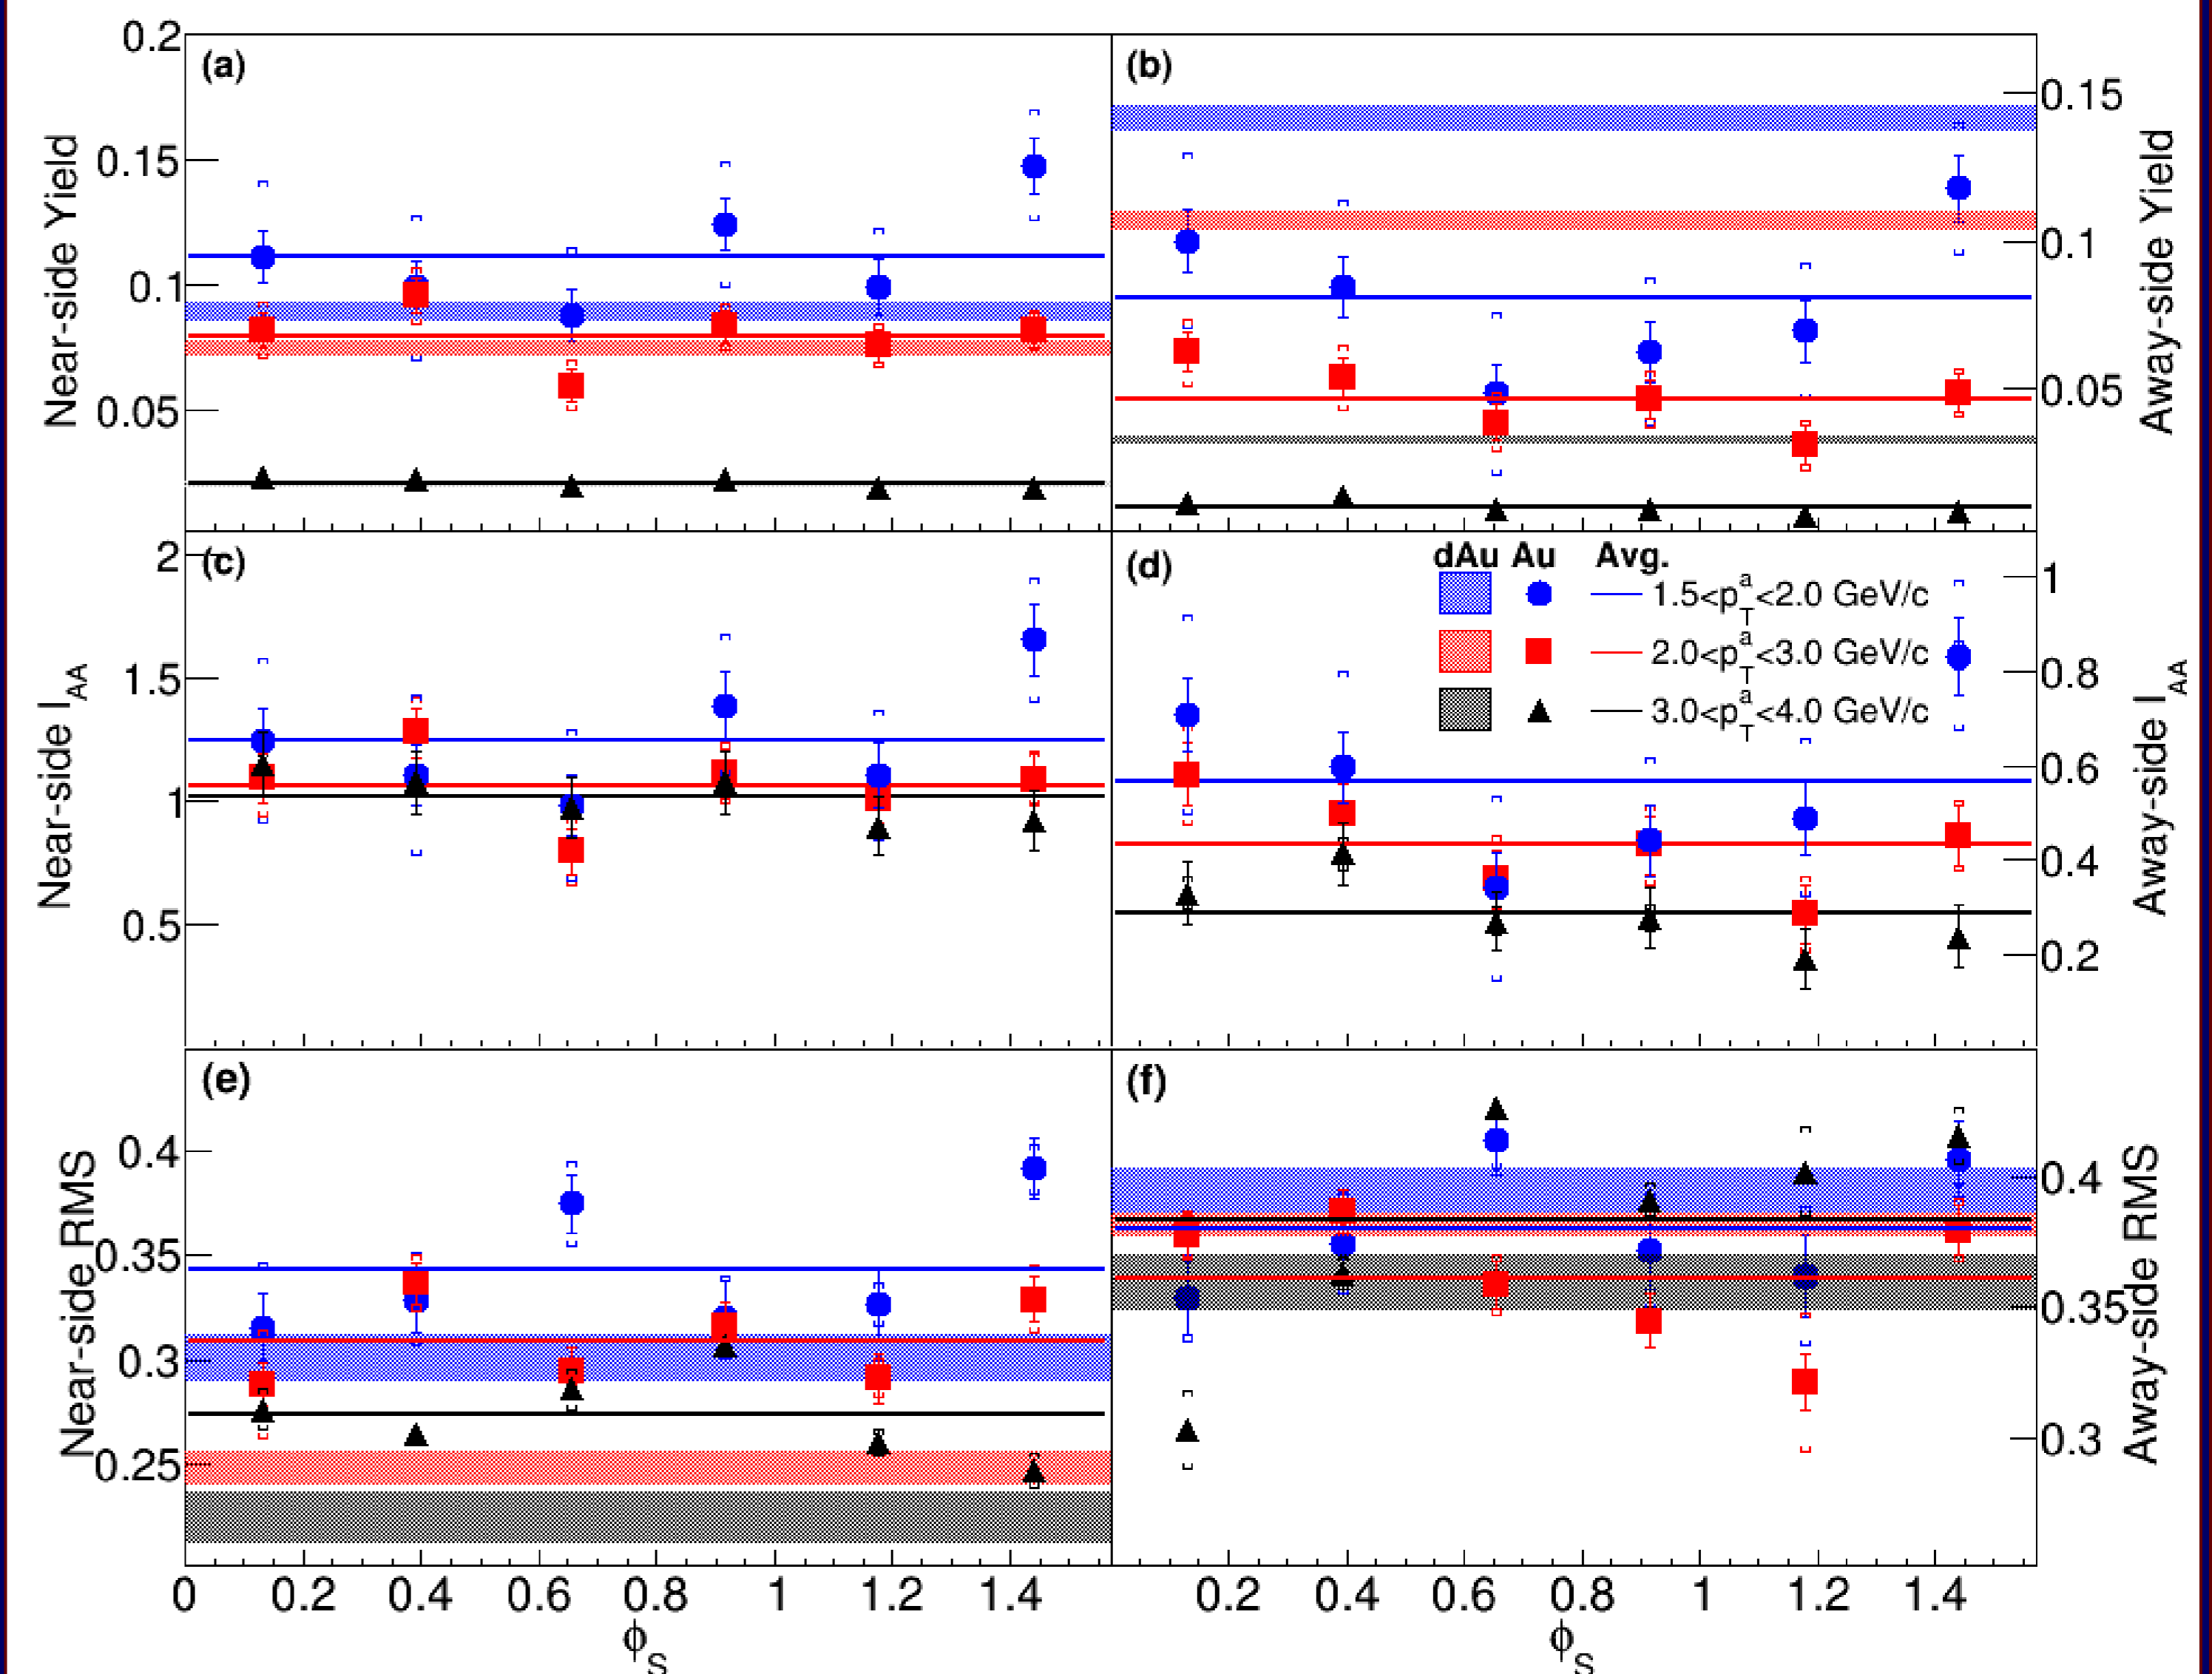 (a)
0.2
0.15
0.1
0.05
Near-side Yield
(b)
0.15
0.1
0.05
Away-side Yield
(c)
2
1.5
1
0.5
Near-side I_AA
(d)
dAu Au Avg.
1.5<p_T^a<2.0 GeV/c
2.0<p_T^a<3.0 GeV/c
3.0<p_T^a<4.0 GeV/c
1
0.8
0.6
0.4
0.2
Away-side I_AA
(e)
0.4
0.35
0.3
0.25
Near-side RMS
(f)
0.4
0.35
0.3
Away-side RMS
0 0.2 0.4 0.6 0.8 1 1.2 1.4
0.2 0.4 0.6 0.8 1 1.2 1.4
ϕ_S
ϕ_S